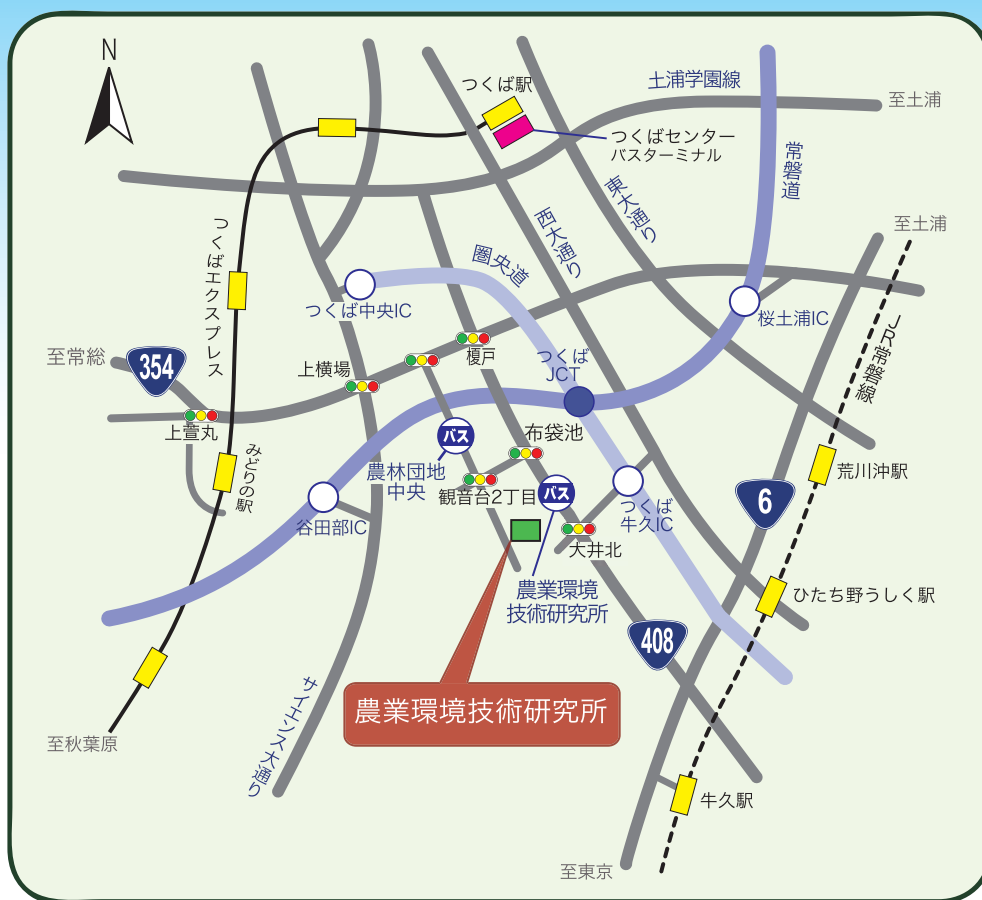 N
つくば駅
土浦学園線
至土浦
つくばセンター
バスターミナル
常磐道
東大通り
西大通り
至土浦
つくばエクスプレス
圏央道
つくば中央IC
桜土浦IC
JR常磐線
至常総
354
上横場
榎戸
つくば
JCT
上萱丸
みどりの駅
バス
布袋池
農林団地
中央
観音台2丁目
バス
荒川沖駅
6
谷田部IC
つくば
牛久IC
大井北
農業環境
技術研究所
ひたち野うしく駅
408
サイエンス大通り
農業環境技術研究所
至秋葉原
牛久駅
至東京